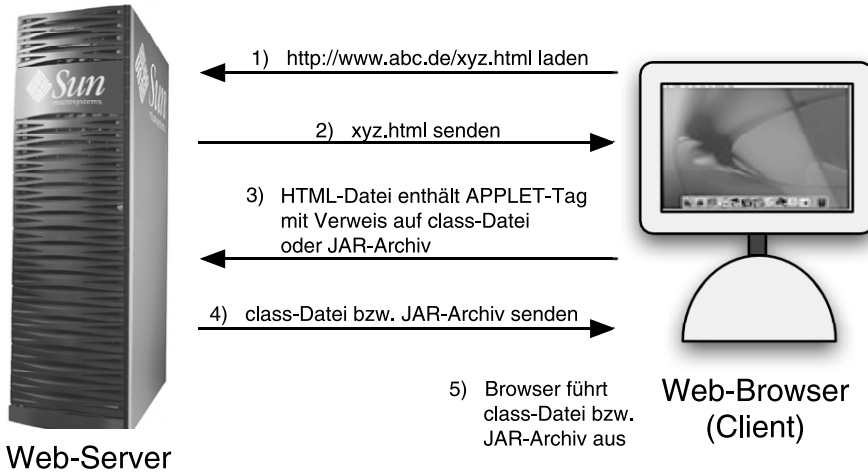 Sun
microsystems
Sun
1) http://www.abc.de/xyz.html laden
2) xyz.html senden
3) HTML-Datei enthält APPLET-Tag
mit Verweis auf class-Datei
oder JAR-Archiv
4) class-Datei bzw. JAR-Archiv senden
5) Browser führt
class-Datei bzw.
JAR-Archiv aus
Web-Server
Web-Browser
(Client)